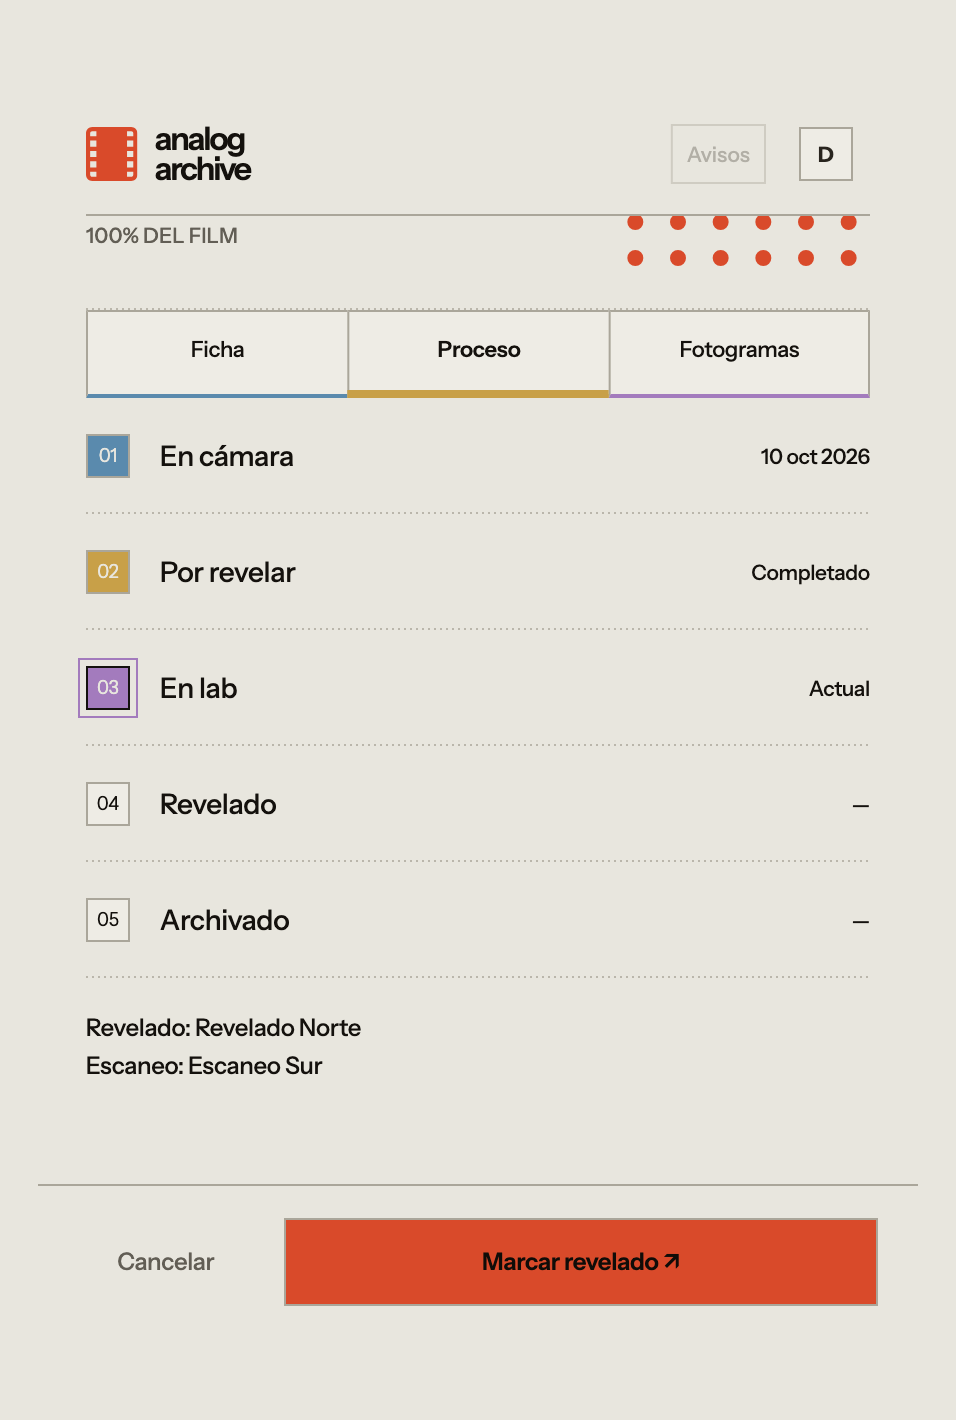 analog
archive
Avisos
D
100% DEL FILM
Ficha
Proceso
Fotogramas
01
En cámara
10 oct 2026
02
Por revelar
Completado
03
En lab
Actual
04
Revelado
—
05
Archivado
—
Revelado: Revelado Norte
Escaneo: Escaneo Sur
Cancelar
Marcar revelado ↗